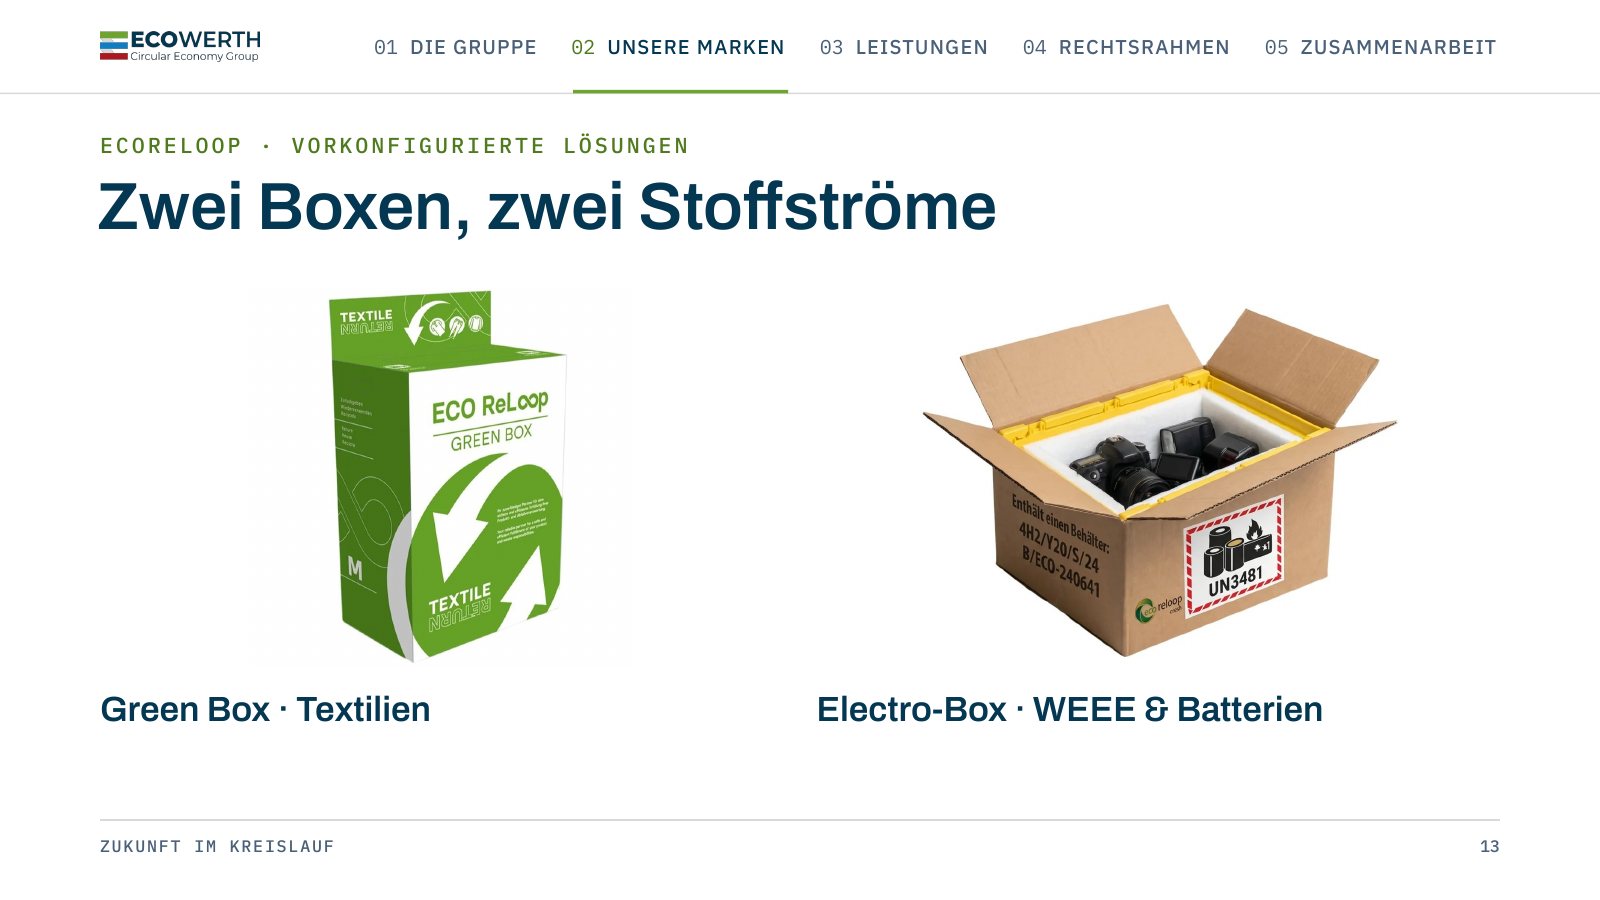 ECOWERTH
Circular Economy Group
01 DIE GRUPPE
02 UNSERE MARKEN
03 LEISTUNGEN
04 RECHTSRAHMEN
05 ZUSAMMENARBEIT
ECORELOOP · VORKONFIGURIERTE LÖSUNGEN
Zwei Boxen, zwei Stoffströme
TEXTILE
RETURN
ECO ReLoop
GREEN BOX
M
TEXTILE
RETURN
Enthält einen Behälter:
4H2/Y20/S/24
B/ECO-240641
UN3481
eco reloop
Green Box · Textilien
Electro-Box · WEEE & Batterien
ZUKUNFT IM KREISLAUF
13